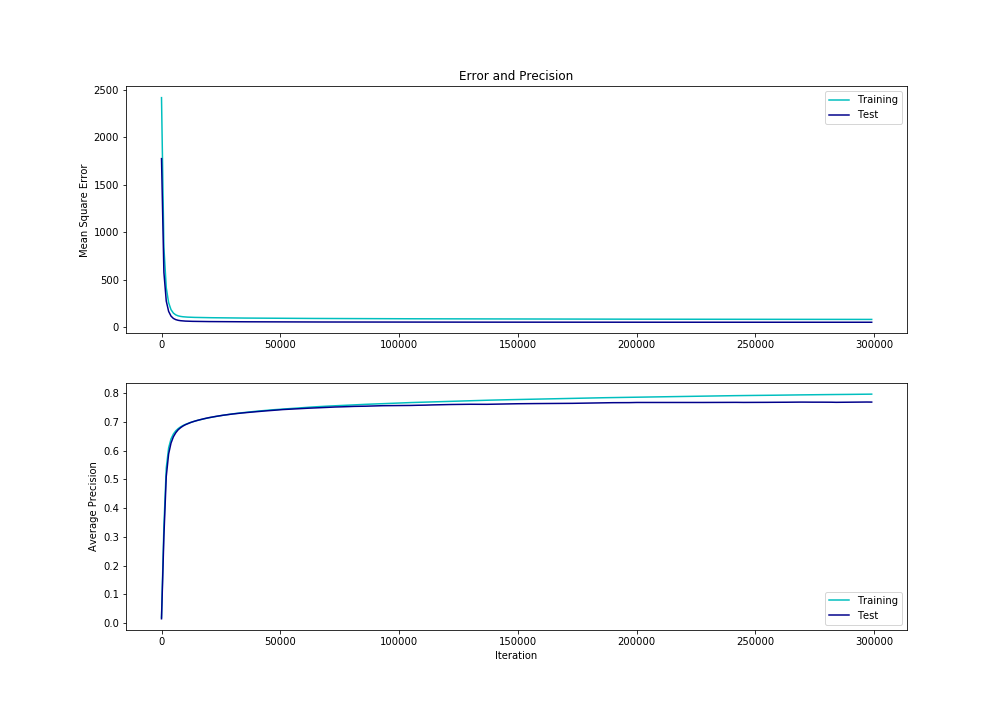 Error and Precision
2500
2000
1500
1000
500
0
Mean Square Error
Training
Test
0 50000 100000 150000 200000 250000 300000
0.8
0.7
0.6
0.5
0.4
0.3
0.2
0.1
0.0
Average Precision
Training
Test
0 50000 100000 150000 200000 250000 300000
Iteration